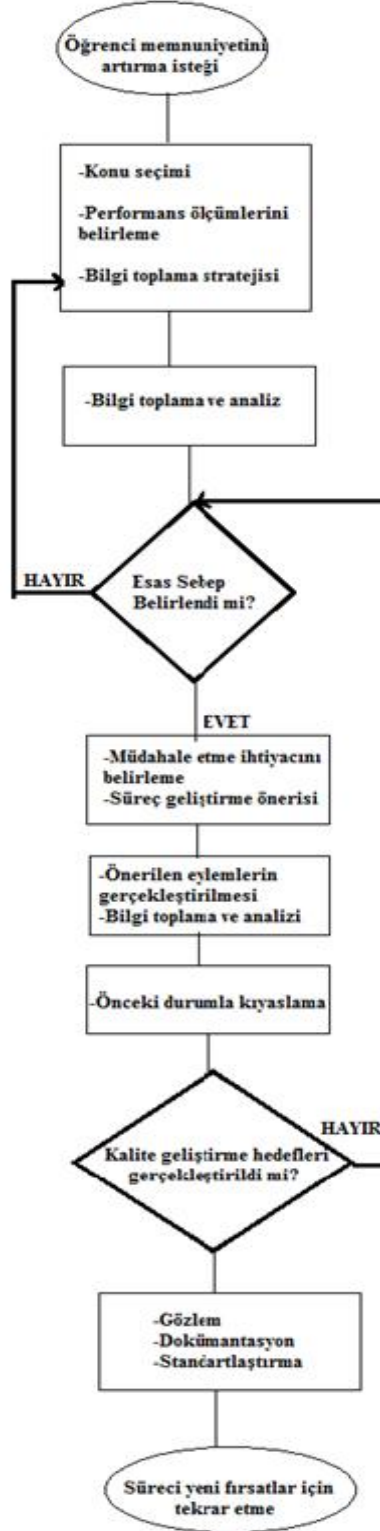 Öğrenci memnuniyetini
artırma isteği
-Konu seçimi
-Performans ölçümlerini
belirleme
-Bilgi toplama stratejisi
-Bilgi toplama ve analiz
HAYIR
Esas Sebep
Belirlendi mi?
EVET
-Müdahale etme ihtiyacını
belirleme
-Süreç geliştirme önerisi
-Önerilen eylemlerin
gerçekleştirilmesi
-Bilgi toplama ve analizi
-Önceki durumla kıyaslama
HAYIR
Kalite geliştirme hedefleri
gerçekleştirildi mi?
-Gözlem
-Dokümantasyon
-Standartlaştırma
Süreci yeni fırsatlar için
tekrar etme